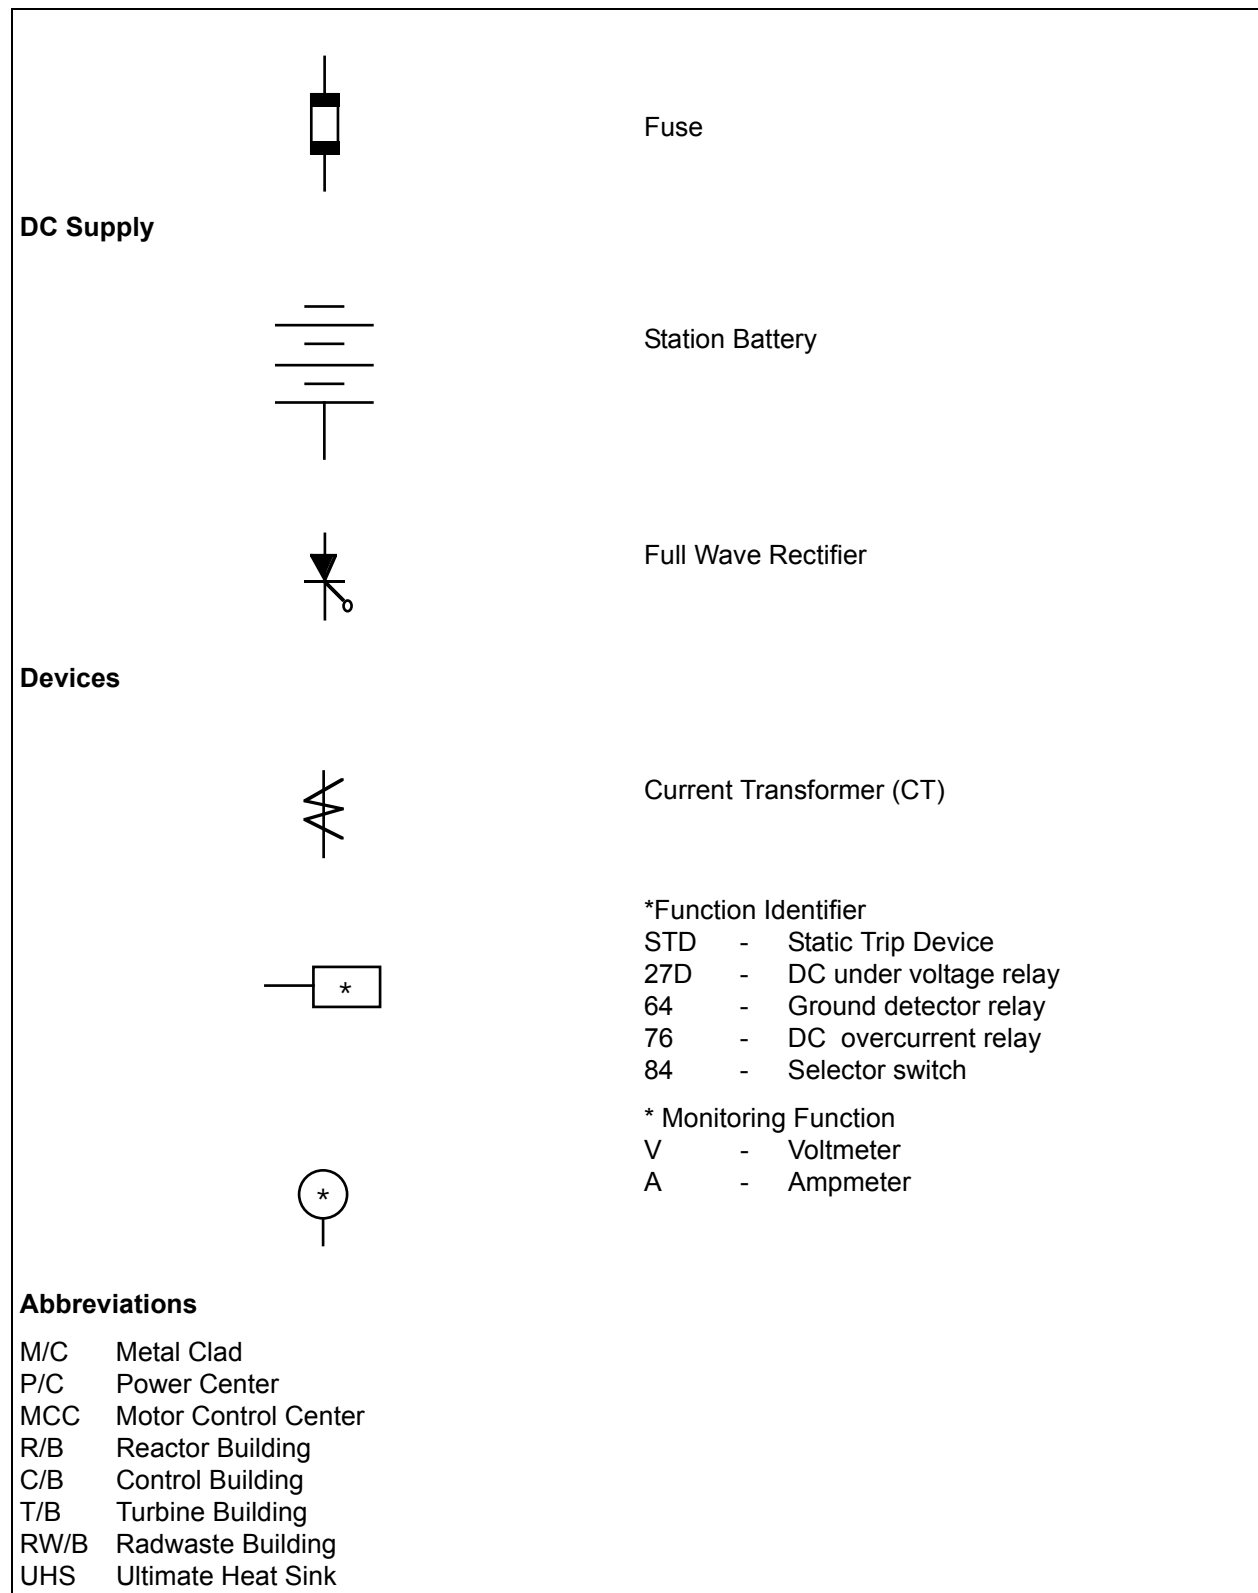 Fuse
DC Supply
Station Battery
Full Wave Rectifier
Devices
Current Transformer (CT)
*Function Identifier
STD - Static Trip Device
27D - DC under voltage relay
* 64 - Ground detector relay
76 - DC overcurrent relay
84 - Selector switch
* Monitoring Function
V - Voltmeter
A - Ampmeter
*
Abbreviations
M/C Metal Clad
P/C Power Center
MCC Motor Control Center
R/B Reactor Building
C/B Control Building
T/B Turbine Building
RW/B Radwaste Building
UHS Ultimate Heat Sink